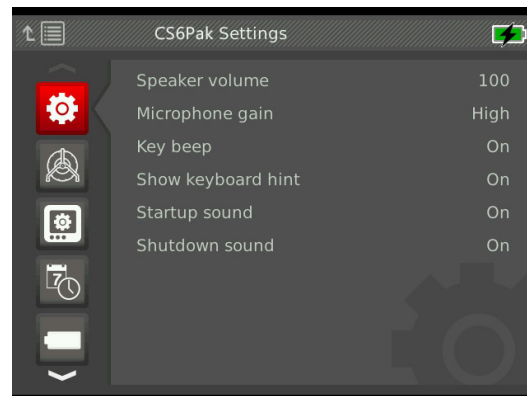 CS6Pak Settings
Speaker volume 100
Microphone gain High
Key beep On
Show keyboard hint On
Startup sound On
Shutdown sound On
7